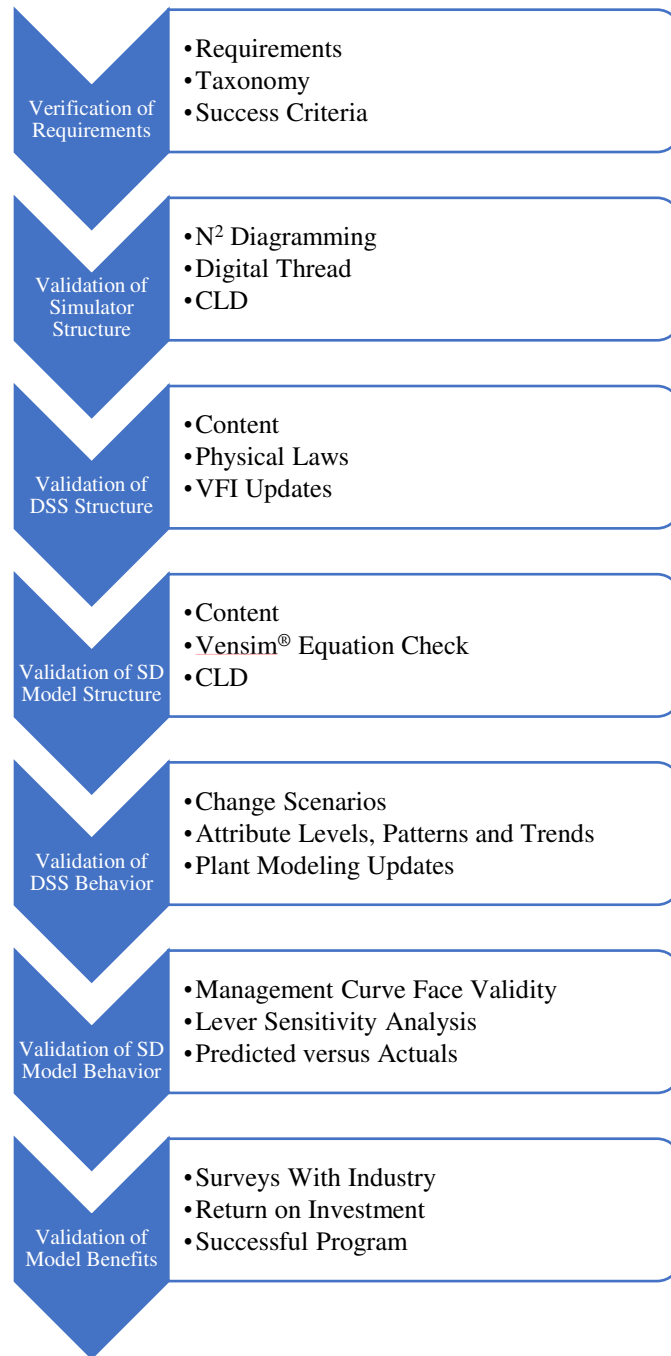 Verification of
Requirements
•Requirements
•Taxonomy
•Success Criteria
Validation of
Simulator
Structure
•N² Diagramming
•Digital Thread
•CLD
Validation of
DSS Structure
•Content
•Physical Laws
•VFI Updates
Validation of SD
Model Structure
•Content
•Vensim® Equation Check
•CLD
Validation of
DSS Behavior
•Change Scenarios
•Attribute Levels, Patterns and Trends
•Plant Modeling Updates
Validation of SD
Model Behavior
•Management Curve Face Validity
•Lever Sensitivity Analysis
•Predicted versus Actuals
Validation of
Model Benefits
•Surveys With Industry
•Return on Investment
•Successful Program